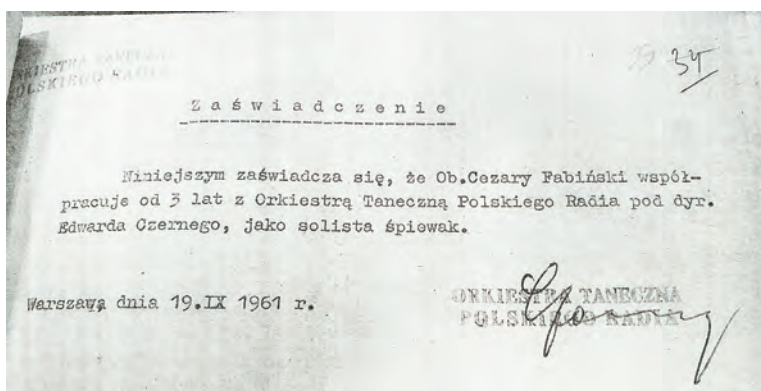 ORKIESTRA TANECZNA
POLSKIEGO RADIA
34
Zaświadczenie
Niniejszym zaświadcza się, że Ob.Cezary Fabiński współ-
pracuje od 3 lat z Orkiestrą Taneczną Polskiego Radia pod dyr.
Edwarda Czernego, jako solista śpiewak.
Warszawa dnia 19.IX 1961 r.
ORKIESTRA TANECZNA
POLSKIEGO RADIA